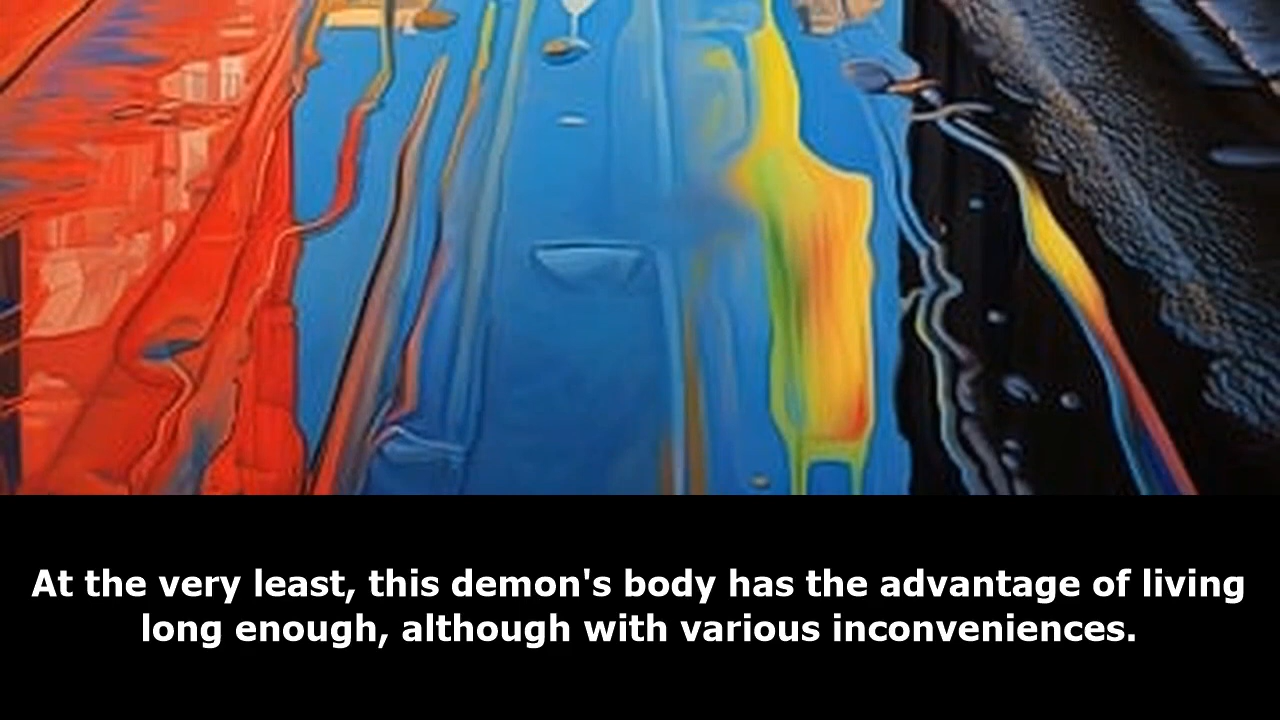 At the very least, this demon's body has the advantage of living
long enough, although with various inconveniences.